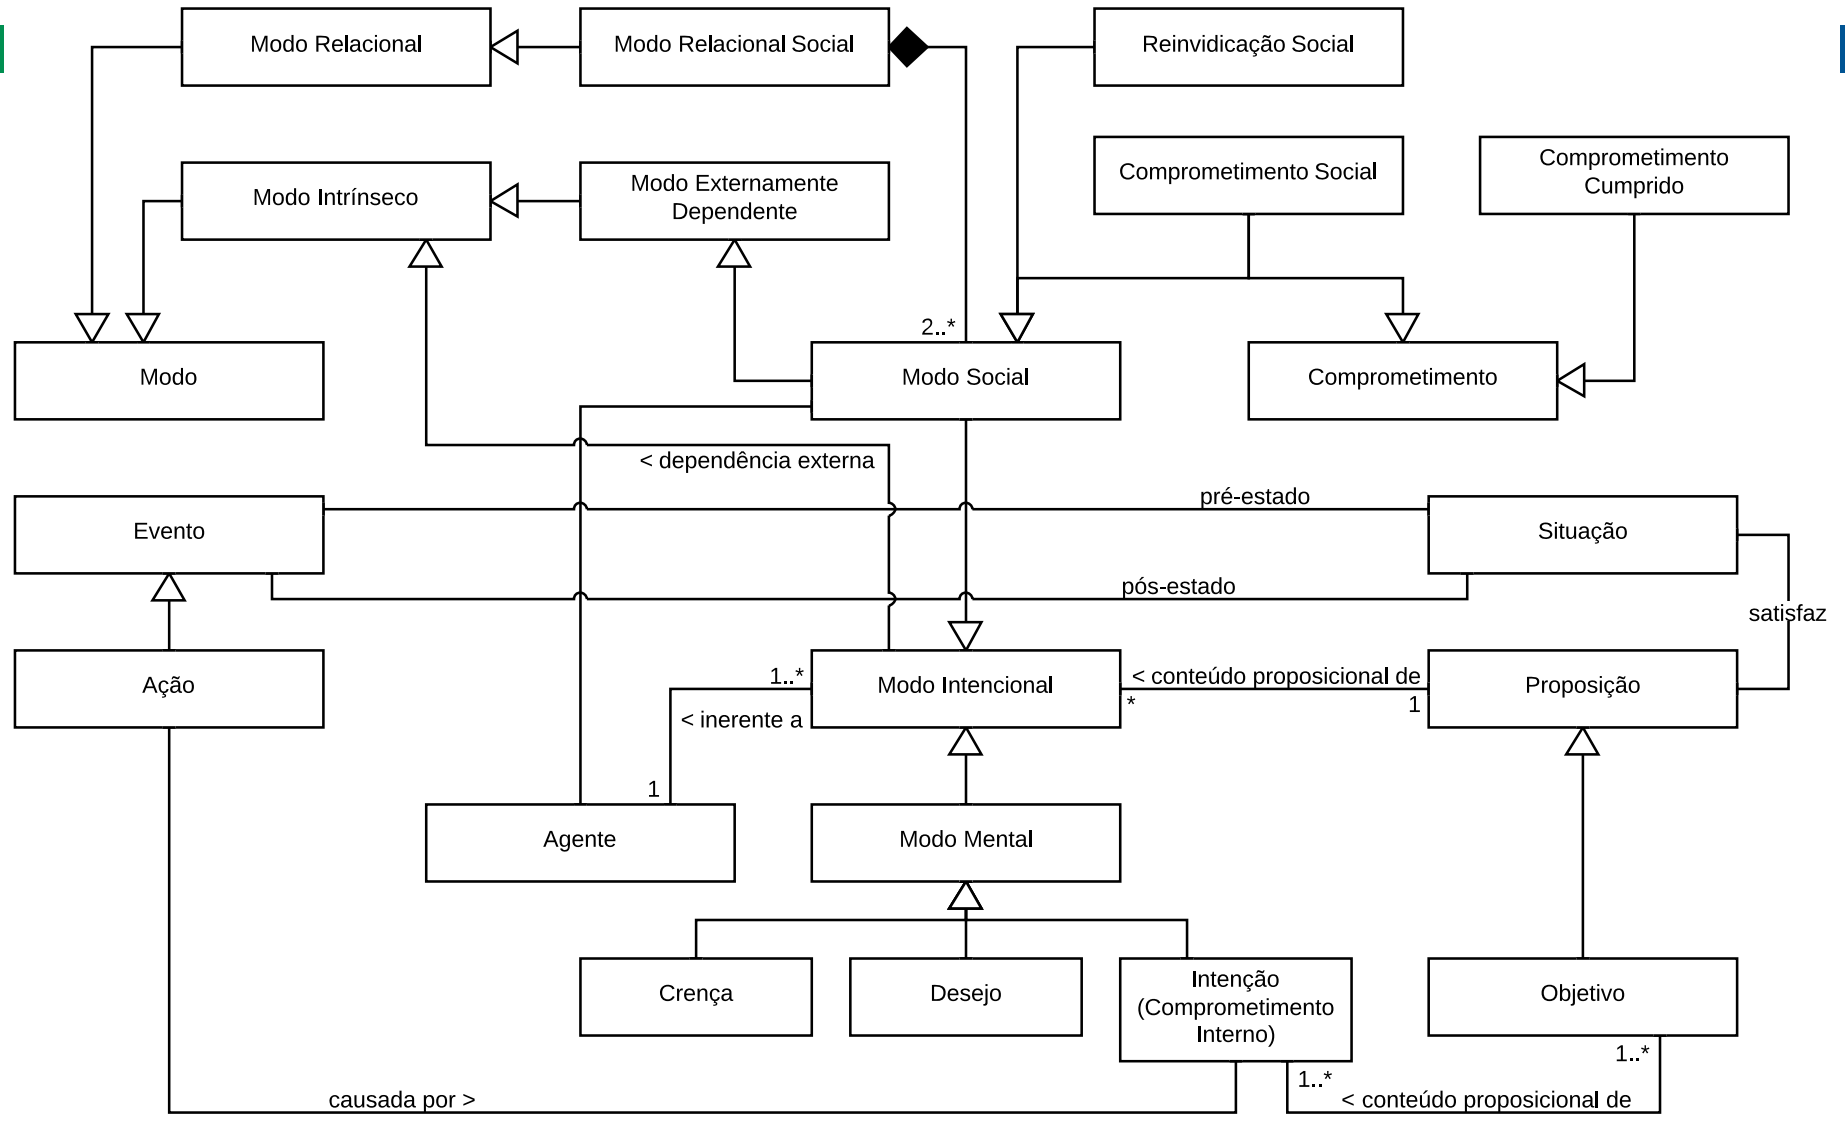 Modo Relacional
Modo Relacional Social
Reinvidicação Social
Modo Intrínseco
Modo Externamente
Dependente
Comprometimento Social
Comprometimento
Cumprido
2..*
Modo
Modo Social
Comprometimento
< dependência externa
pré-estado
Evento
Situação
pós-estado
satisfaz
Ação
1..*
Modo Intencional
< conteúdo proposicional de
*
1
Proposição
< inerente a
1
Agente
Modo Mental
Crença
Desejo
Intenção
(Comprometimento
Interno)
Objetivo
1..*
1..*
causada por >
< conteúdo proposicional de